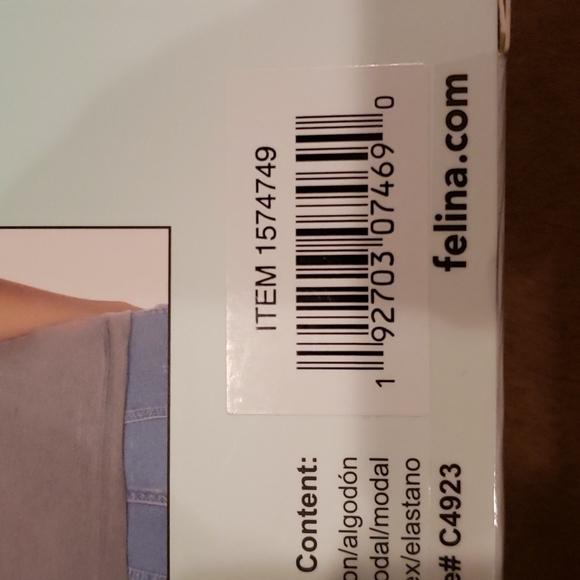 ITEM 1574749
1 92703 07469 0
felina.com
Content:
on/algodón
odal/modal
ex/elastano
e# C4923